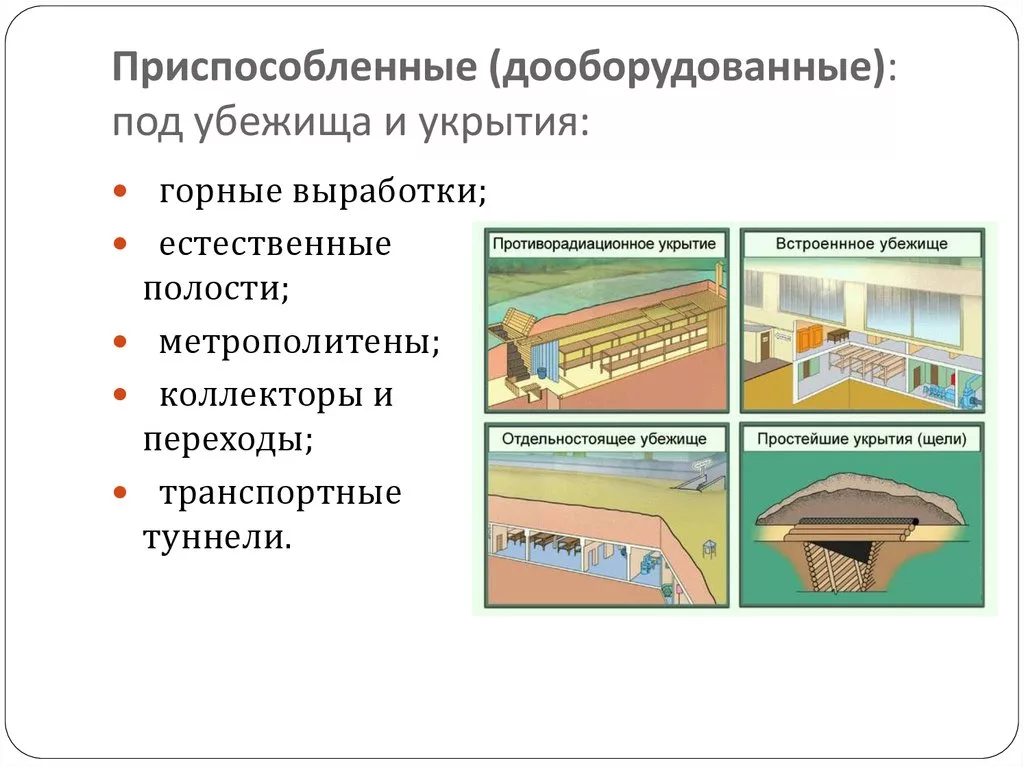 Приспособленные (дооборудованные):
под убежища и укрытия:
• горные выработки;
• естественные
полости;
• метрополитены;
• коллекторы и
переходы;
• транспортные
туннели.
Противорадиационное укрытие
Встроеннное убежище
Отдельностоящее убежище
Простейшие укрытия (щели)